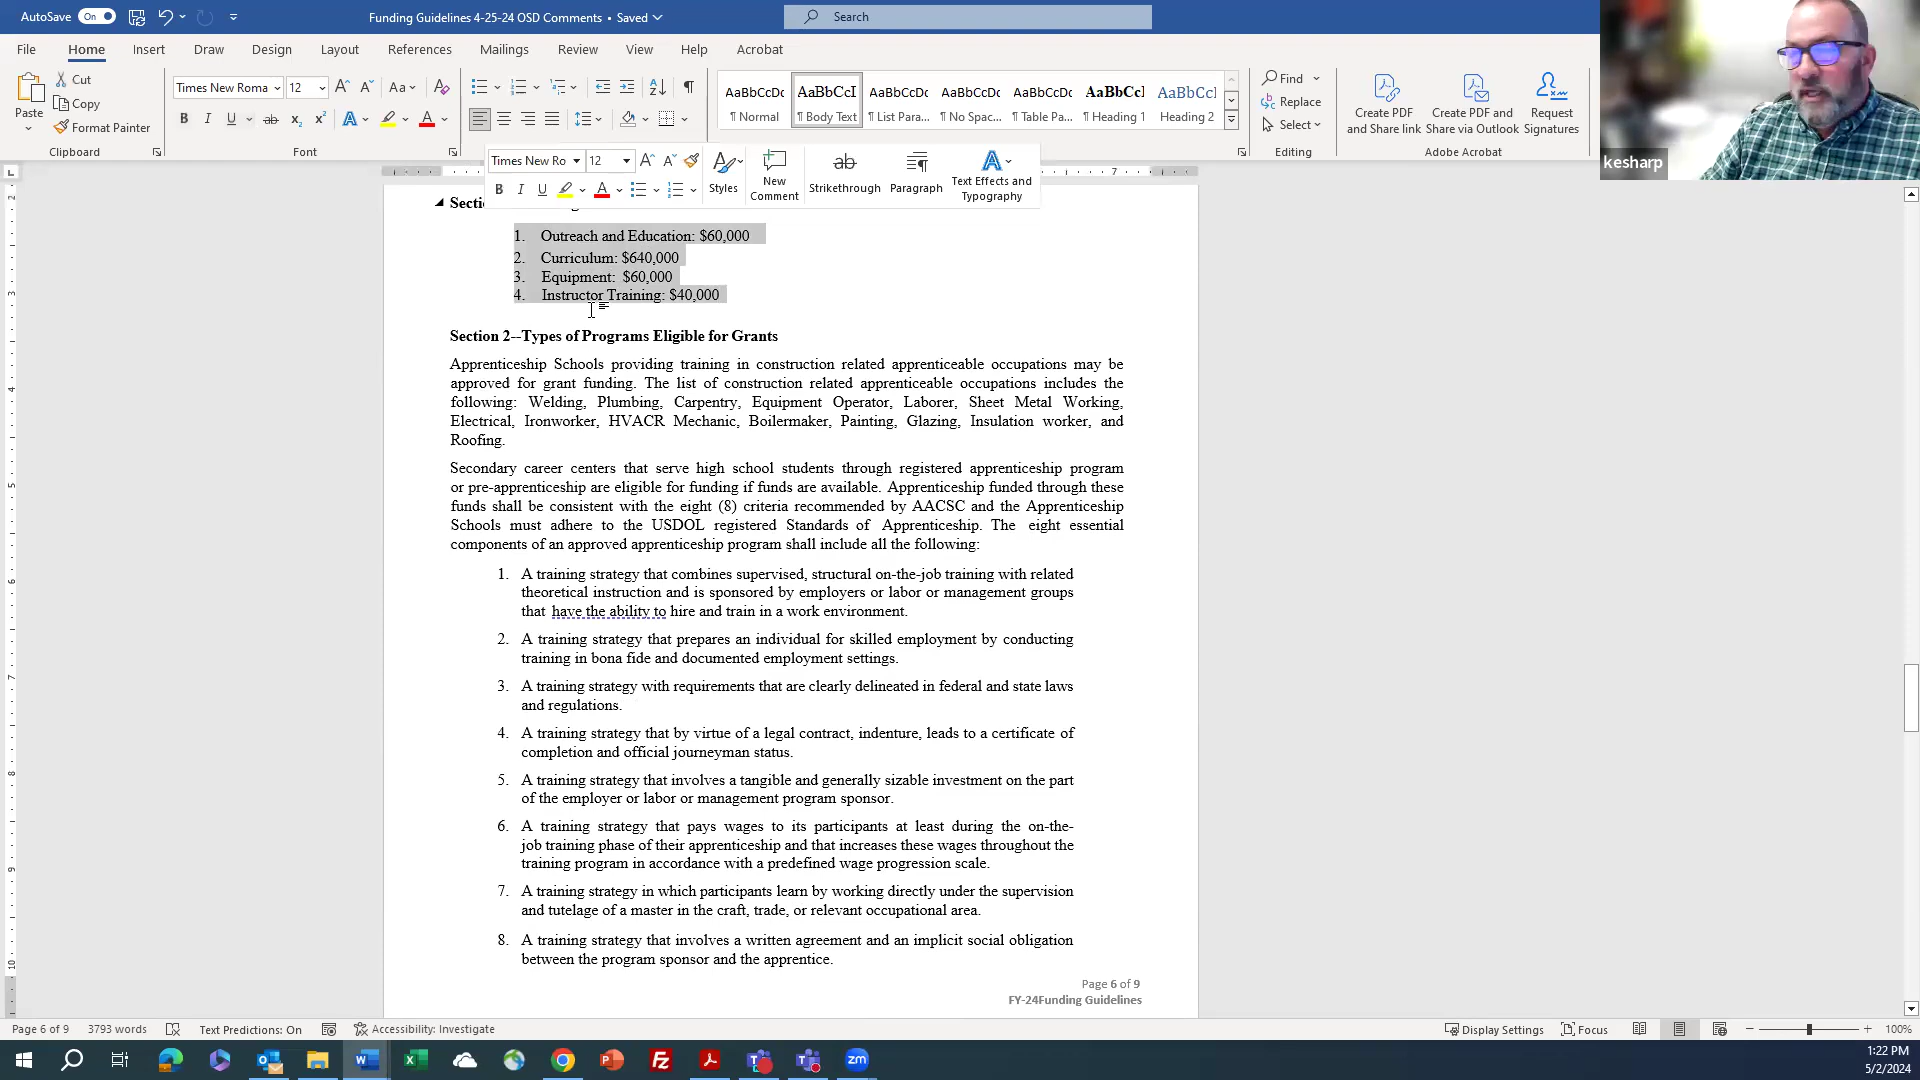 AutoSave On
Funding Guidelines 4-25-24 OSD Comments • Saved
Search
File Home Insert Draw Design Layout References Mailings Review View Help Acrobat
Paste
Cut
Copy
Format Painter
Clipboard
Times New Roma 12
Font
AaBbCcDc AaBbCcI AaBbCcDc AaBbCcDc AaBbCcDc AaBbCcI AaBbCcI
¶ Normal ¶ Body Text ¶ List Para... ¶ No Spac... ¶ Table Pa... ¶ Heading 1 Heading 2
Find
Replace
Select
Editing
Create PDF and Share link
Create PDF and Share via Outlook
Request Signatures
Adobe Acrobat
kesharp
Times New Ro 12
Styles
New Comment
Strikethrough
Paragraph
Text Effects and Typography
Secti
1. Outreach and Education: $60,000
2. Curriculum: $640,000
3. Equipment: $60,000
4. Instructor Training: $40,000
Section 2--Types of Programs Eligible for Grants
Apprenticeship Schools providing training in construction related apprenticeable occupations may
be approved for grant funding. The list of construction related apprenticeable occupations includes the
following: Welding, Plumbing, Carpentry, Equipment Operator, Laborer, Sheet Metal Working,
Electrical, Ironworker, HVACR Mechanic, Boilermaker, Painting, Glazing, Insulation worker, and
Roofing.
Secondary career centers that serve high school students through registered apprenticeship program
or pre-apprenticeship are eligible for funding if funds are available. Apprenticeship funded through these
funds shall be consistent with the eight (8) criteria recommended by AACSC and the Apprenticeship
Schools must adhere to the USDOL registered Standards of Apprenticeship. The eight essential
components of an approved apprenticeship program shall include all the following:
1. A training strategy that combines supervised, structural on-the-job training with related
theoretical instruction and is sponsored by employers or labor or management groups
that have the ability to hire and train in a work environment.
2. A training strategy that prepares an individual for skilled employment by conducting
training in bona fide and documented employment settings.
3. A training strategy with requirements that are clearly delineated in federal and state laws
and regulations.
4. A training strategy that by virtue of a legal contract, indenture, leads to a certificate of
completion and official journeyman status.
5. A training strategy that involves a tangible and generally sizable investment on the part
of the employer or labor or management program sponsor.
6. A training strategy that pays wages to its participants at least during the on-the-
job training phase of their apprenticeship and that increases these wages throughout the
training program in accordance with a predefined wage progression scale.
7. A training strategy in which participants learn by working directly under the supervision
and tutelage of a master in the craft, trade, or relevant occupational area.
8. A training strategy that involves a written agreement and an implicit social obligation
between the program sponsor and the apprentice.
Page 6 of 9
FY-24Funding Guidelines
Page 6 of 9 3793 words Text Predictions: On Accessibility: Investigate
Display Settings Focus 100%
1:22 PM
5/2/2024